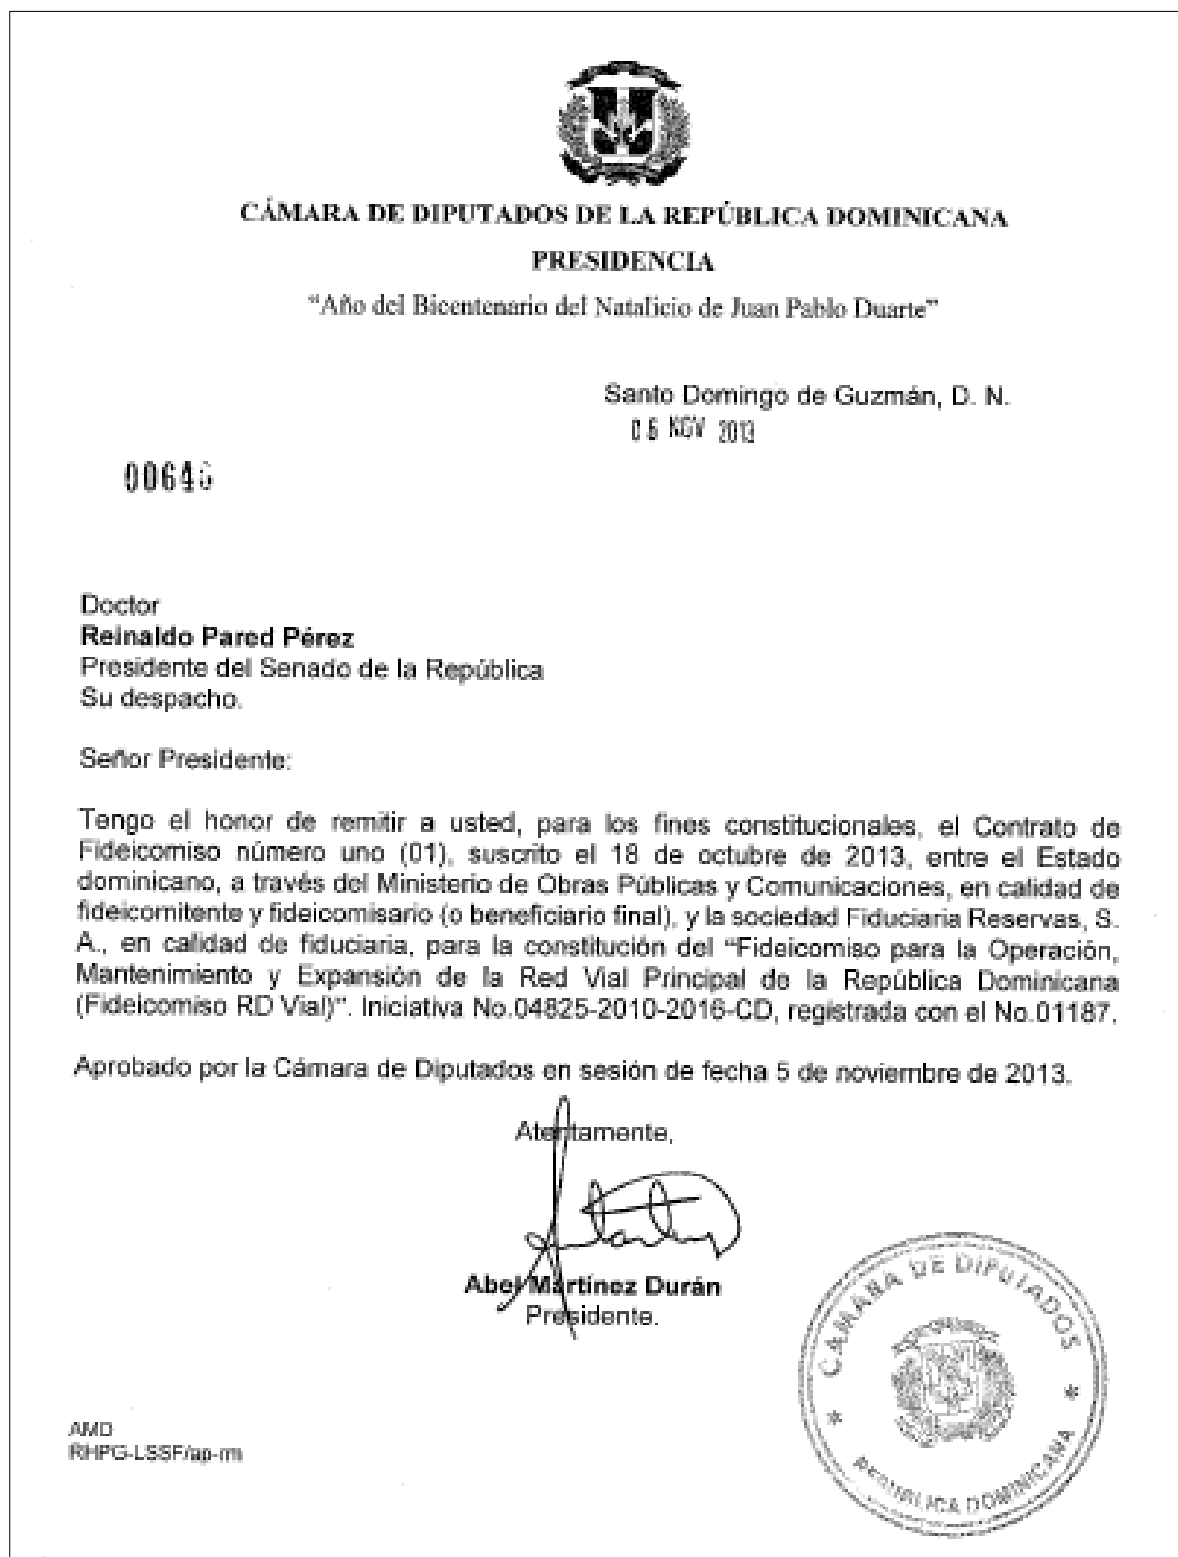 CÁMARA DE DIPUTADOS DE LA REPÚBLICA DOMINICANA
PRESIDENCIA
“Año del Bicentenario del Natalicio de Juan Pablo Duarte”
Santo Domingo de Guzmán, D. N.
NOV 2013
Doctor
Reinaldo Pared Pérez
Presidente del Senado de la República
Su despacho.
Señor Presidente:
Tengo el honor de remitir a usted, para los fines constitucionales, el Contrato de
Fideicomiso número uno (01), suscrito el 18 de octubre de 2013, entre el Estado
dominicano, a través del Ministerio de Obras Públicas y Comunicaciones, en calidad de
fideicomitente y fideicomisario (o beneficiario final), y la sociedad Fiduciaria Reservas, S.
A., en calidad de fiduciaria, para la constitución del “Fideicomiso para la Operación,
Mantenimiento y Expansión de la Red Vial Principal de la República Dominicana
(Fideicomiso RD Vial)”. Iniciativa No.04825-2010-2016-CD, registrada con el No.01187.
Aprobado por la Cámara de Diputados en sesión de fecha 5 de noviembre de 2013.
Atentamente,
Abel Martínez Durán
Presidente.
CÁMARA DE DIPUTADOS
REPÚBLICA DOMINICANA
AMD
RHPG-LSSF/ap-rm